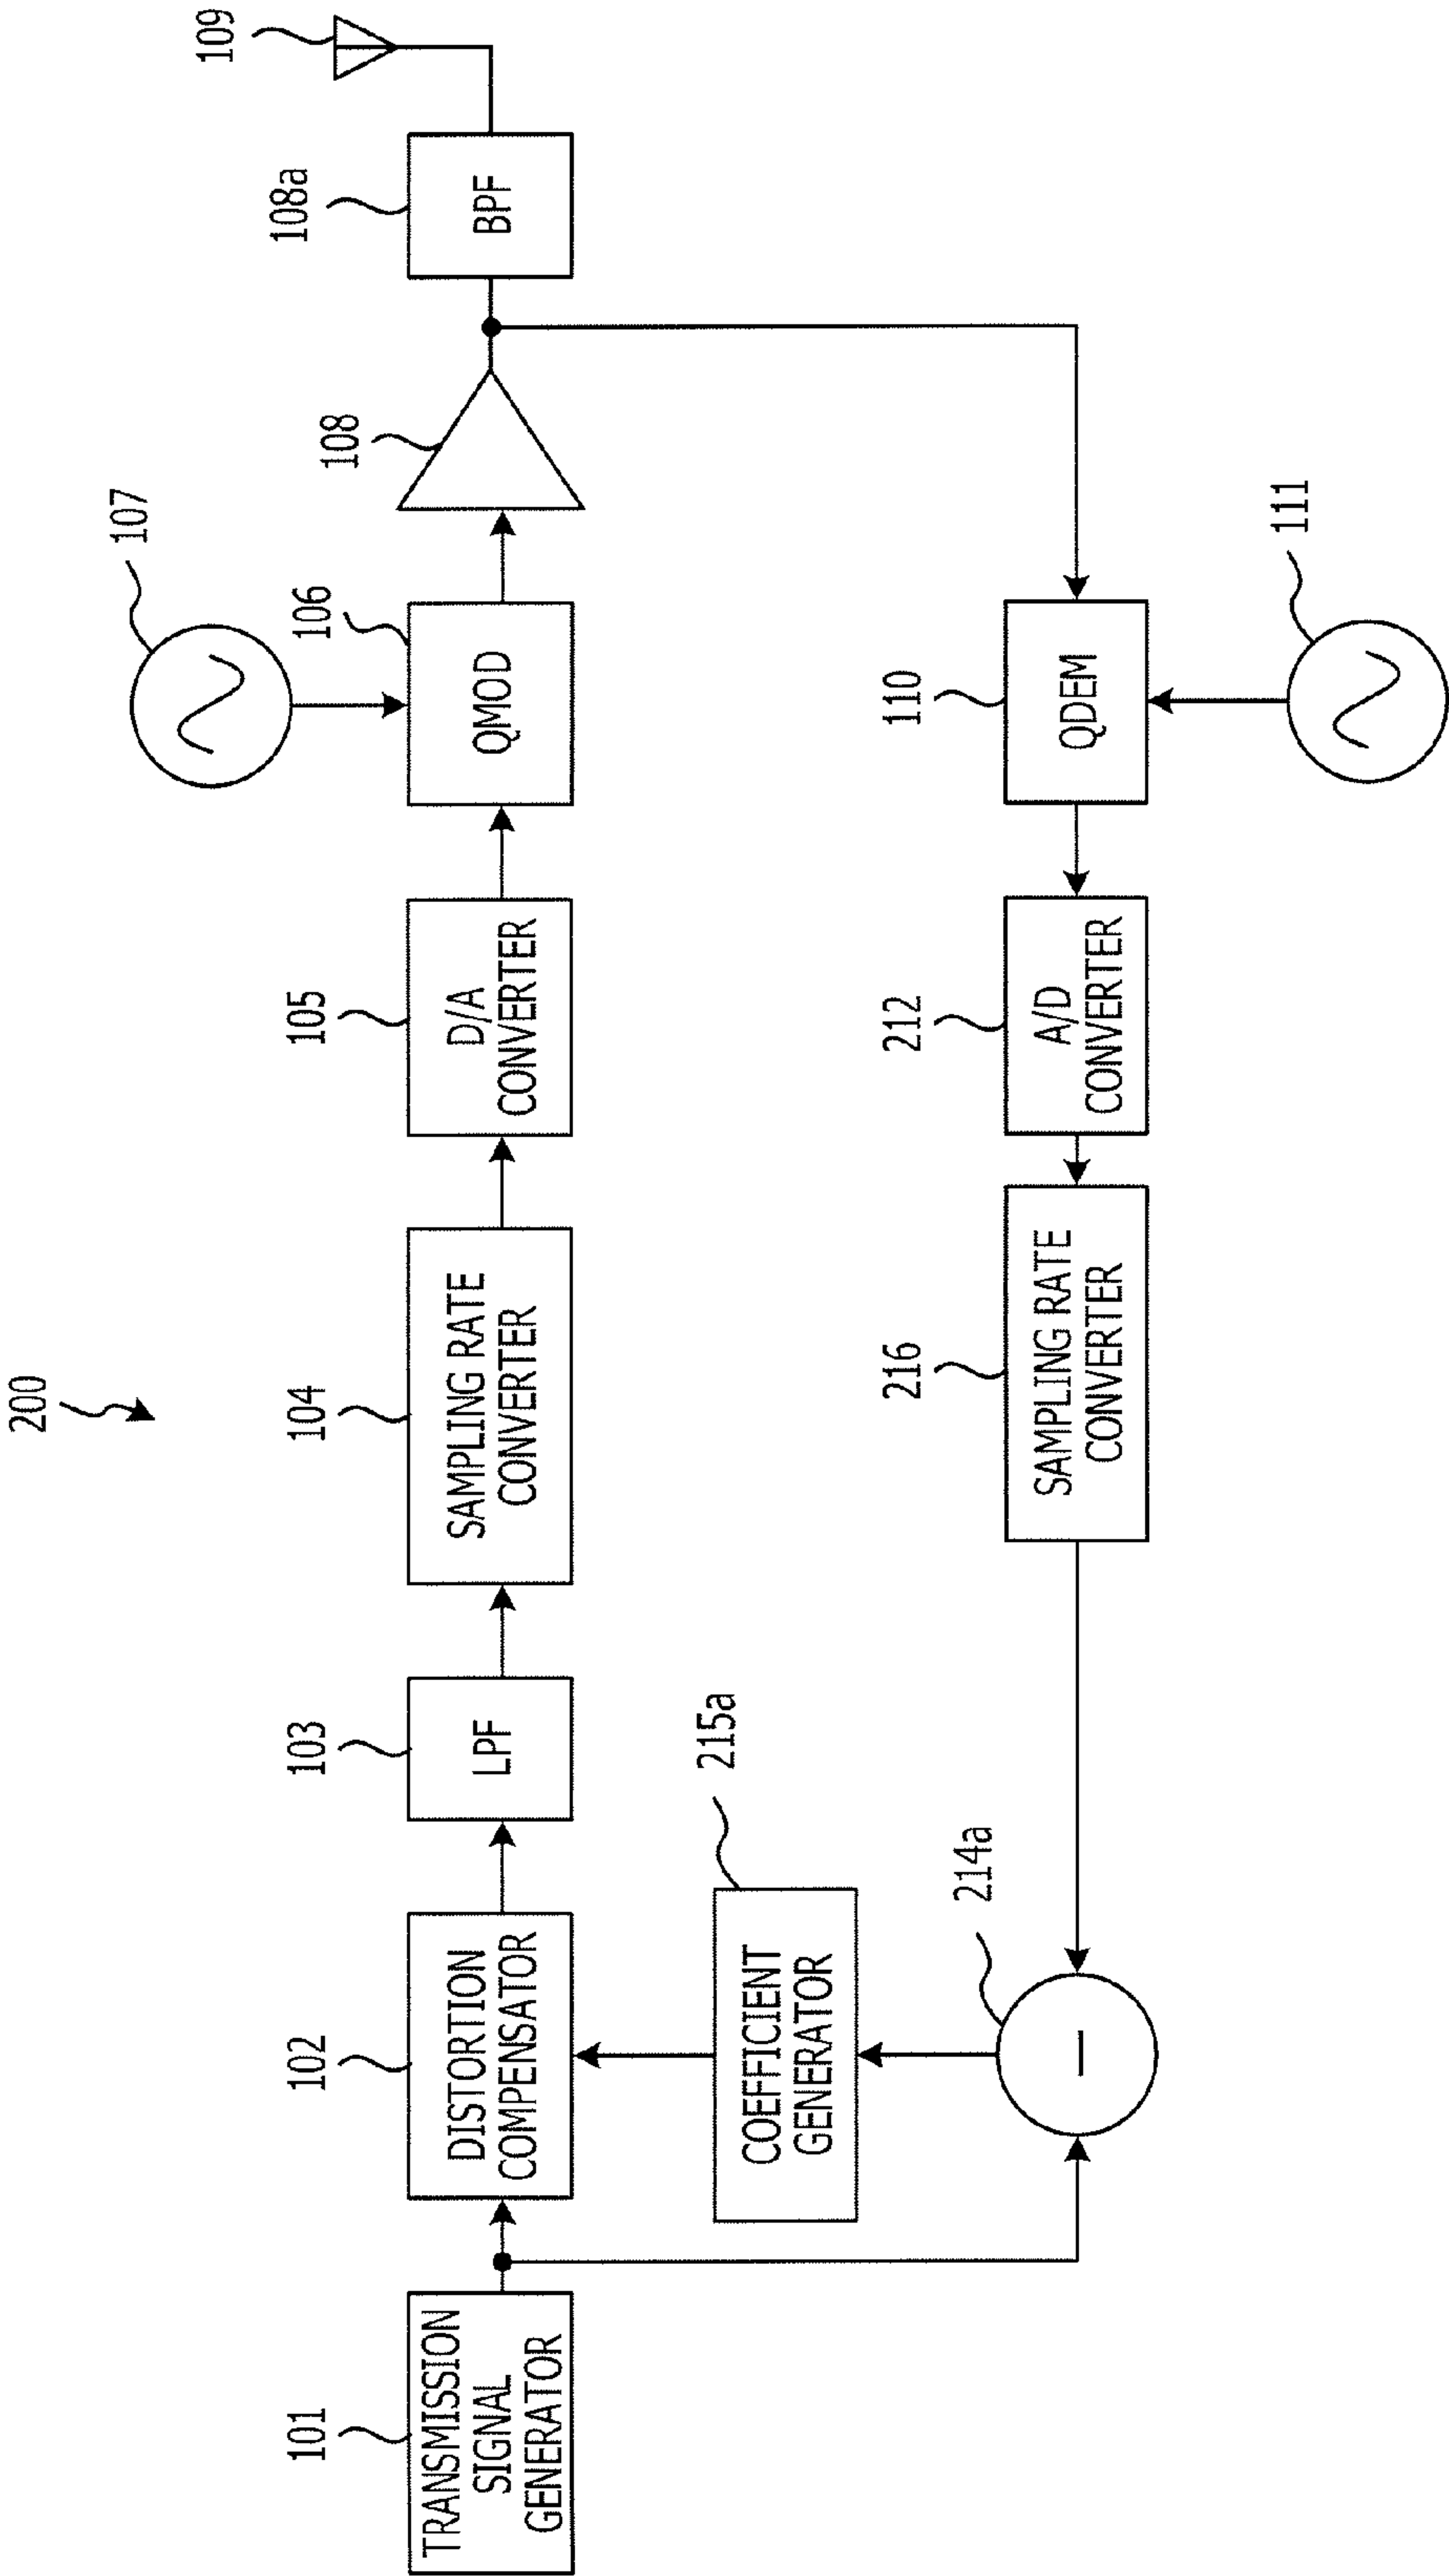 200
101
TRANSMISSION
SIGNAL
GENERATOR
102
DISTORTION
COMPENSATOR
103
LPF
104
SAMPLING RATE
CONVERTER
105
D/A
CONVERTER
106
QMOD
107
108
108a
BPF
109
215a
COEFFICIENT
GENERATOR
214a
216
SAMPLING RATE
CONVERTER
212
A/D
CONVERTER
110
QDEM
111